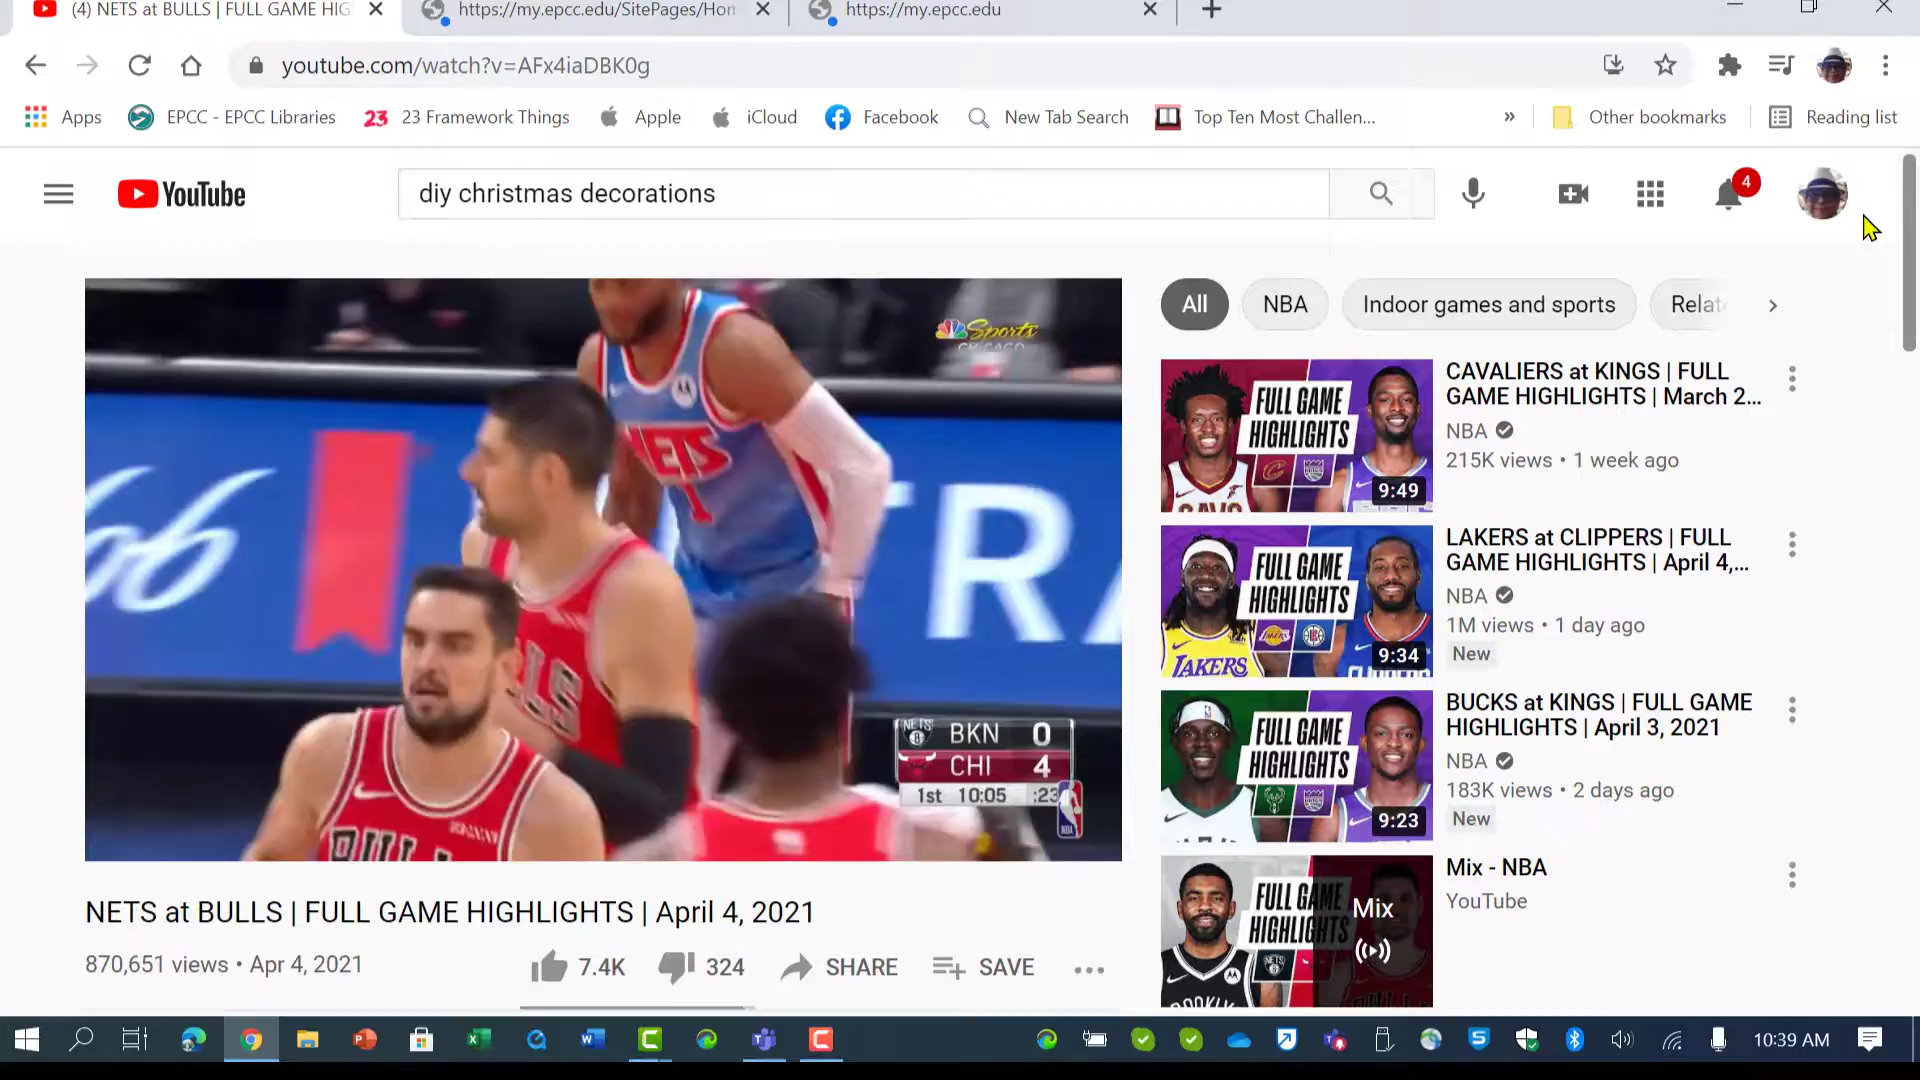 (4) NETS at BULLS | FULL GAME HIG
https://my.epcc.edu/SitePages/Hom
https://my.epcc.edu
youtube.com/watch?v=AFx4iaDBK0g
Apps
EPCC - EPCC Libraries
23 23 Framework Things
Apple
iCloud
Facebook
New Tab Search
Top Ten Most Challen...
»
Other bookmarks
Reading list
YouTube
diy christmas decorations
4
All
NBA
Indoor games and sports
Relat
Sports
CHICAGO
NETS
1
TRA
BULLS
NETS BKN 0
CHI 4
1st 10:05 :23
NBA
FULL GAME
HIGHLIGHTS
9:49
CAVALIERS at KINGS | FULL
GAME HIGHLIGHTS | March 2...
NBA
215K views • 1 week ago
FULL GAME
HIGHLIGHTS
LAKERS
9:34
LAKERS at CLIPPERS | FULL
GAME HIGHLIGHTS | April 4,...
NBA
1M views • 1 day ago
New
FULL GAME
HIGHLIGHTS
9:23
BUCKS at KINGS | FULL GAME
HIGHLIGHTS | April 3, 2021
NBA
183K views • 2 days ago
New
FULL GAME
HIGHLIGHTS
Mix
Mix - NBA
YouTube
NETS at BULLS | FULL GAME HIGHLIGHTS | April 4, 2021
870,651 views • Apr 4, 2021
7.4K
324
SHARE
SAVE
10:39 AM